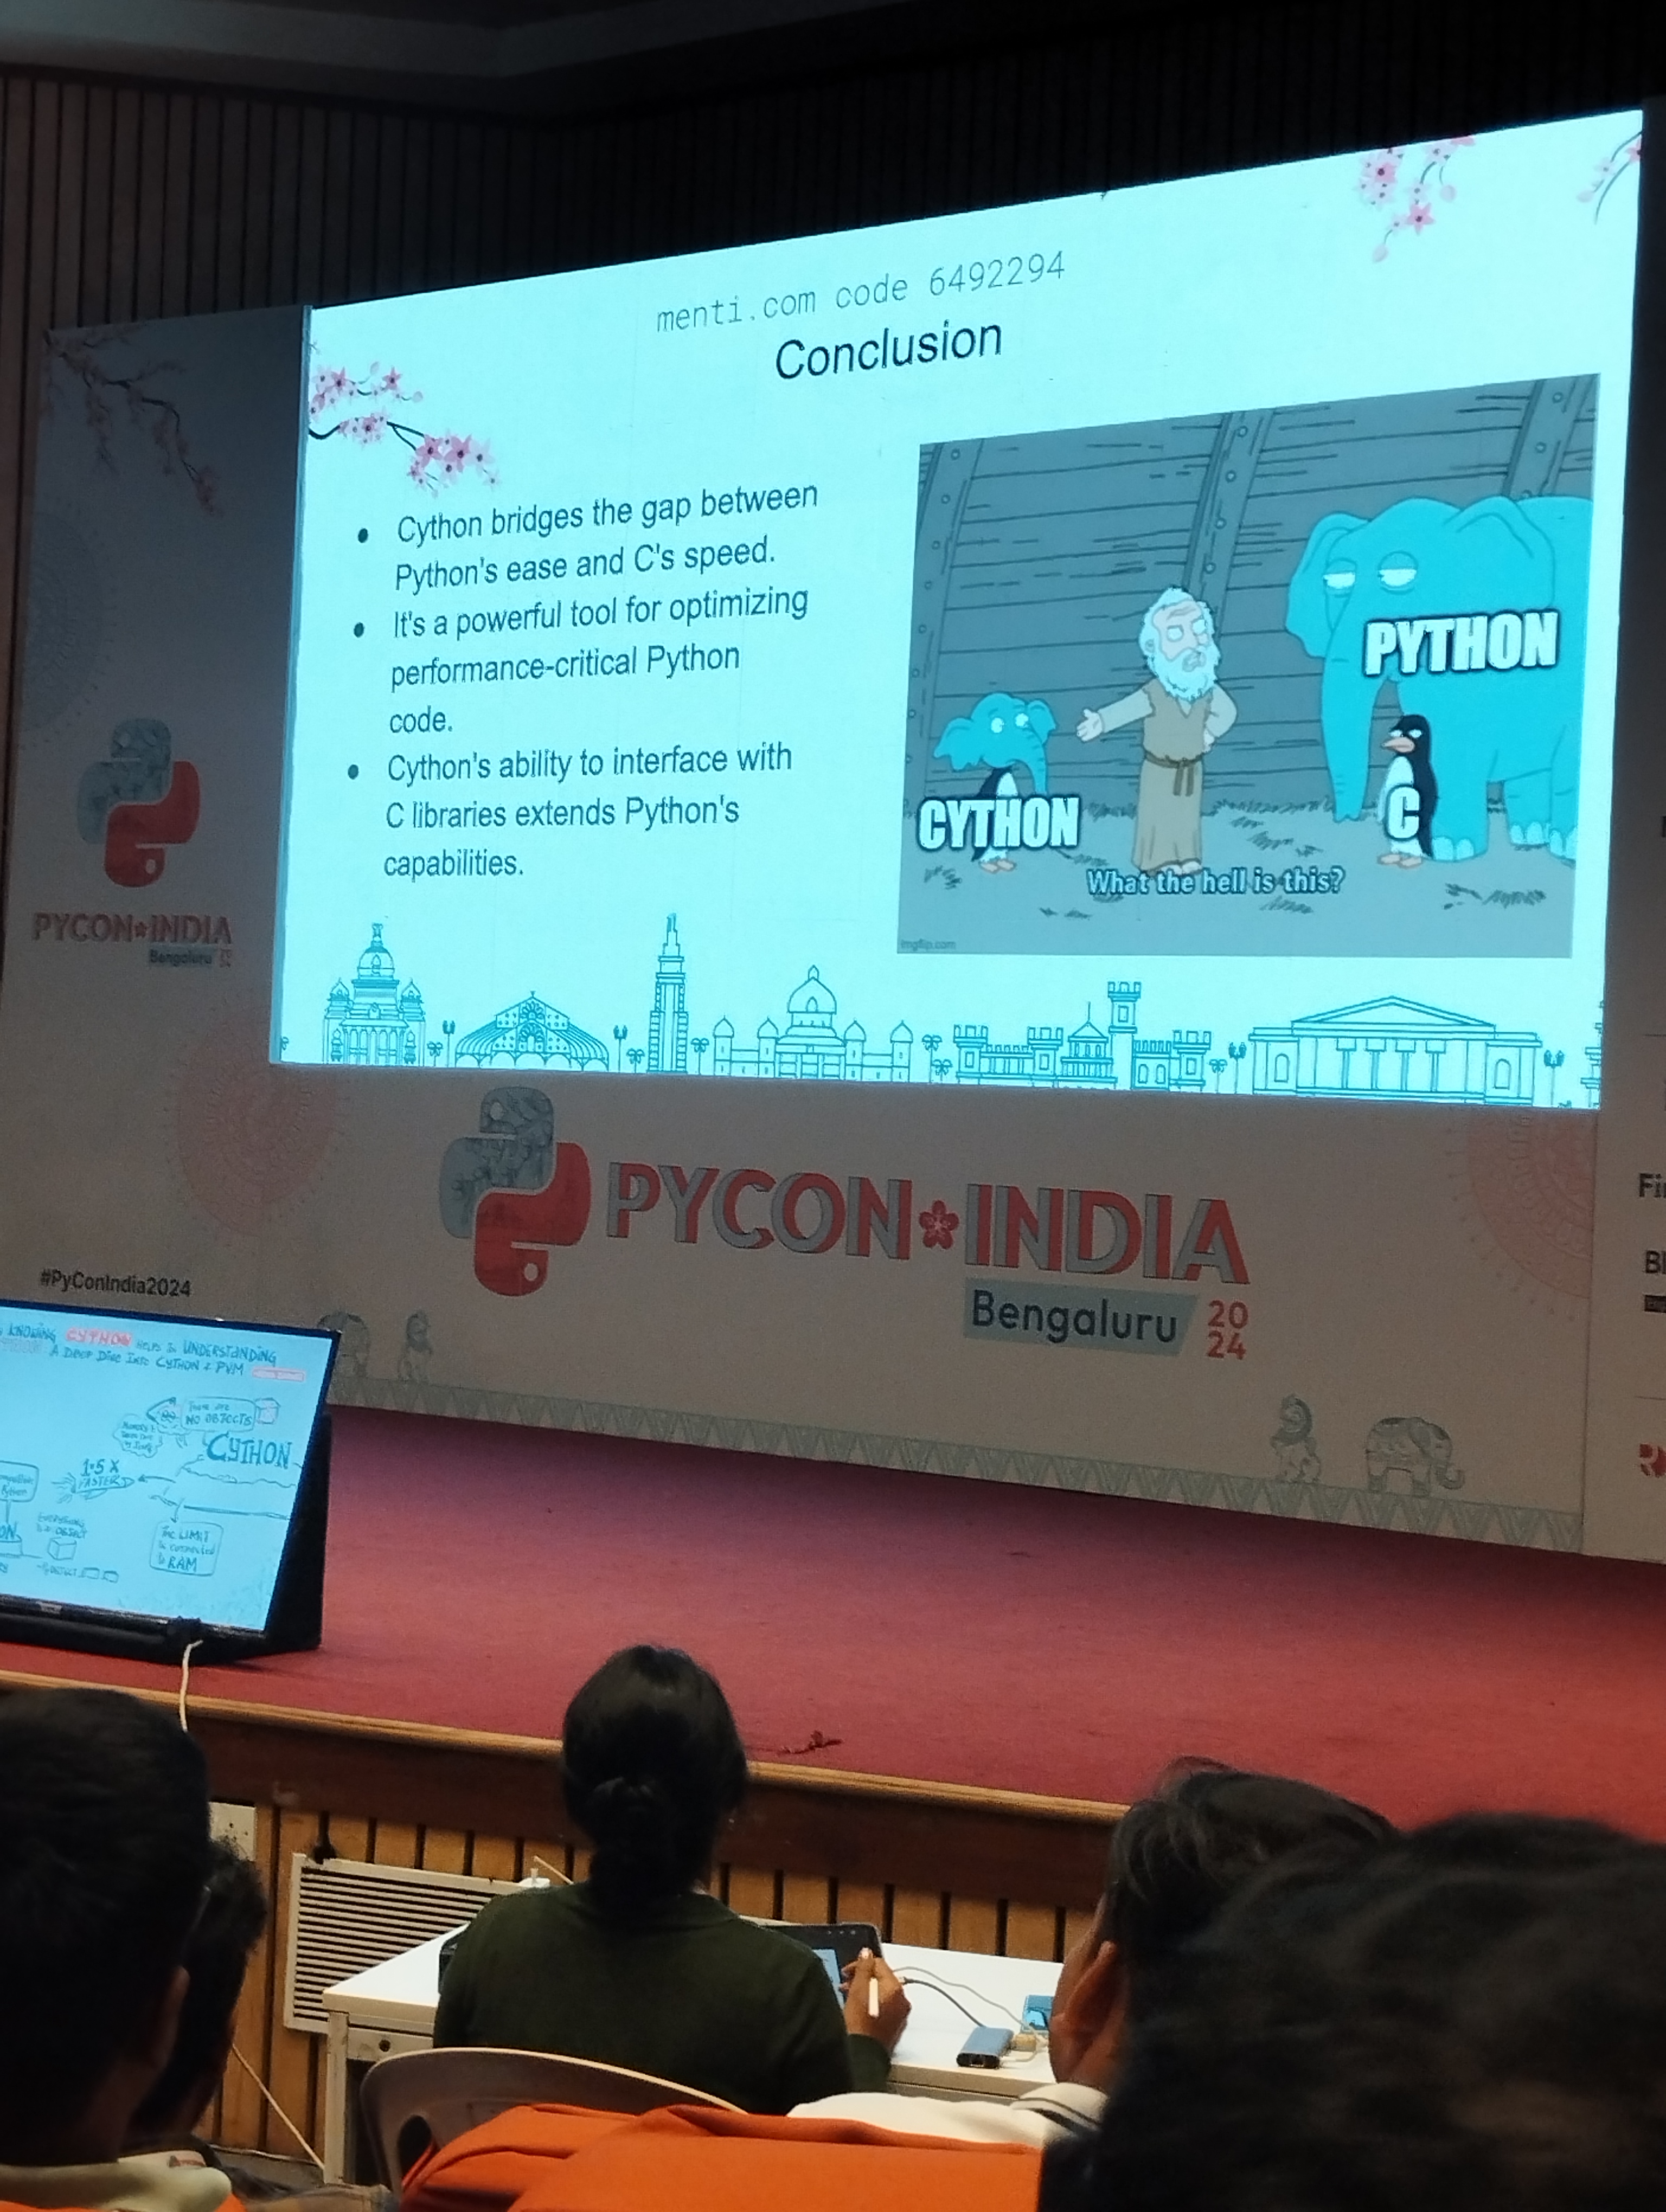 menti.com code 6492294
Conclusion
• Cython bridges the gap between
Python's ease and C's speed.
• It's a powerful tool for optimizing
performance-critical Python
code.
• Cython's ability to interface with
C libraries extends Python's
capabilities.
PYTHON
CYTHON
C
What the hell is this?
imgflip.com
PYCON INDIA
Bengaluru
PYCON INDIA
Bengaluru 20
24
#PyConIndia2024
KNOWING CYTHON HELPS IN UNDERSTANDING
A DEEP DIVE INTO CYTHON & PVM
THERE ARE
NO OBJECTS
CYTHON
1.5 X
FASTER
EVERYTHING
IS AN OBJECT
THE LIMIT
IS CONNECTED
TO RAM